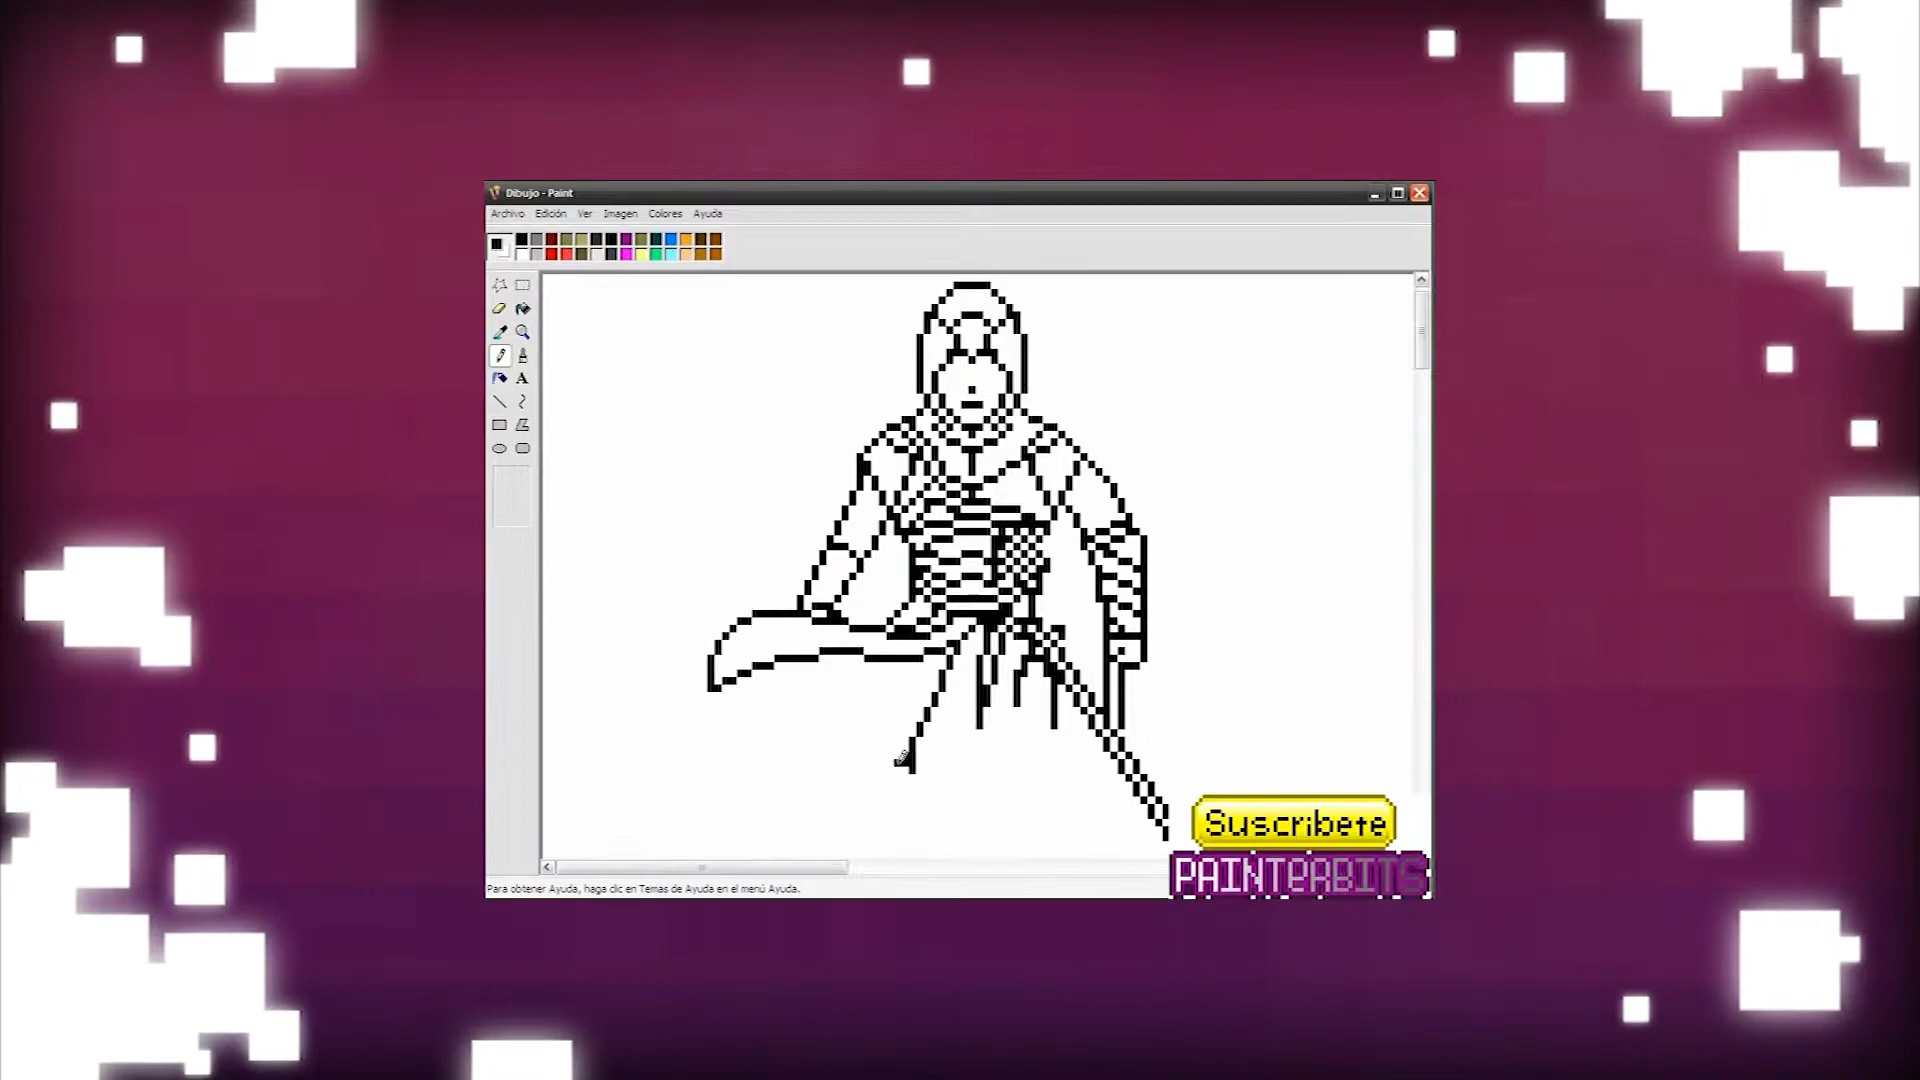 Dibujo - Paint
Archivo Edición Ver Imagen Colores Ayuda
A
Suscribete
PAINTERBITS
Para obtener Ayuda, haga clic en Temas de Ayuda en el menú Ayuda.